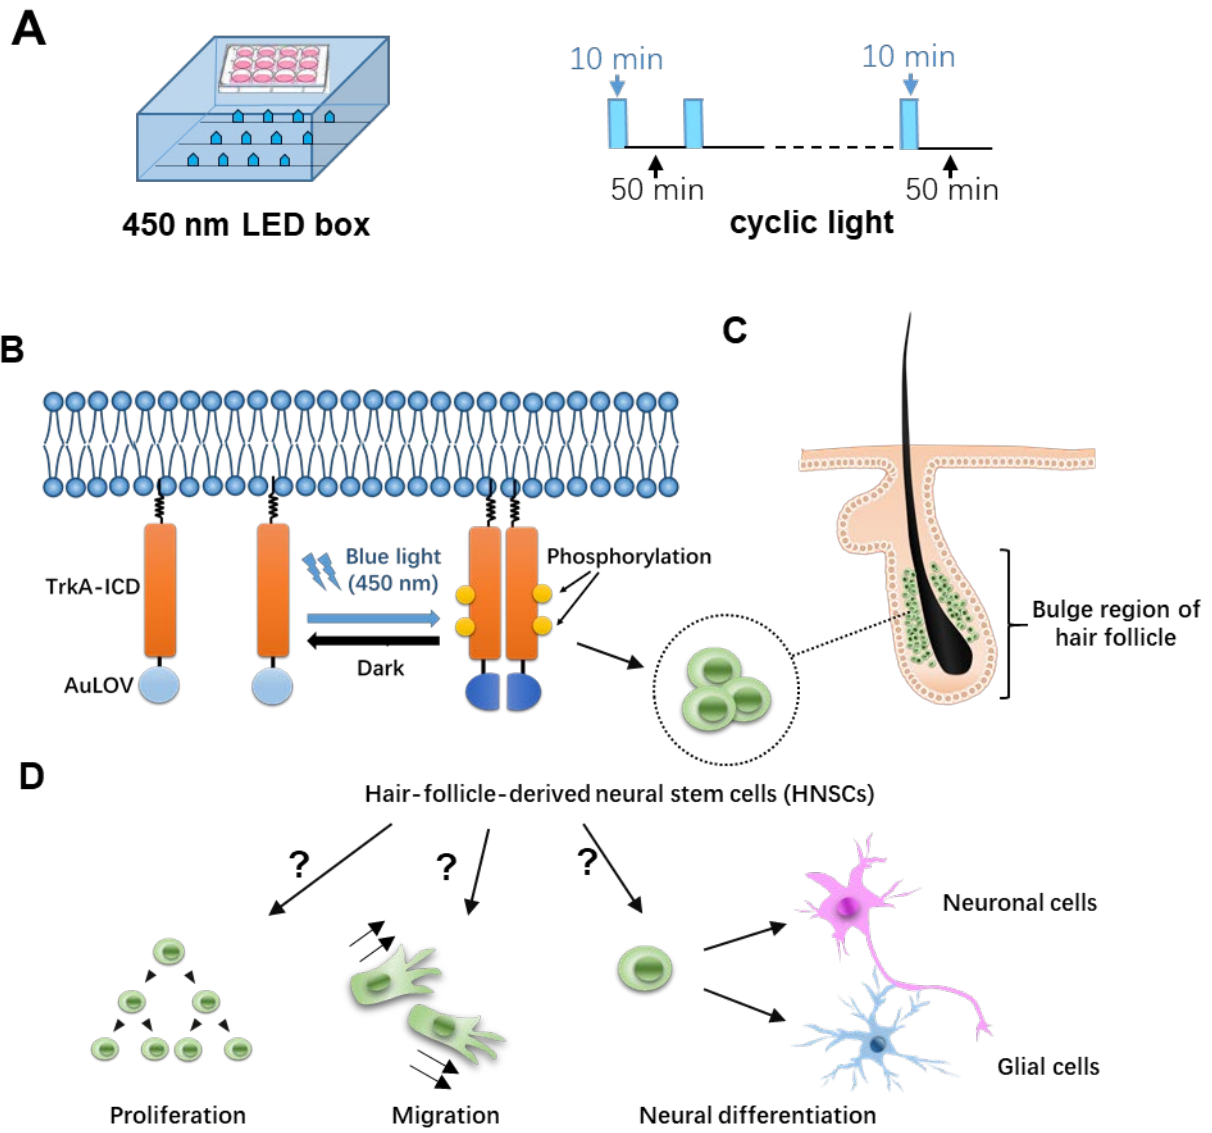 A
10 min
10 min
50 min
50 min
450 nm LED box
cyclic light
B
C
Blue light
(450 nm)
Phosphorylation
TrkA-ICD
Dark
AuLOV
Bulge region of
hair follicle
D
Hair-follicle-derived neural stem cells (HNSCs)
?
?
?
Neuronal cells
Glial cells
Proliferation
Migration
Neural differentiation